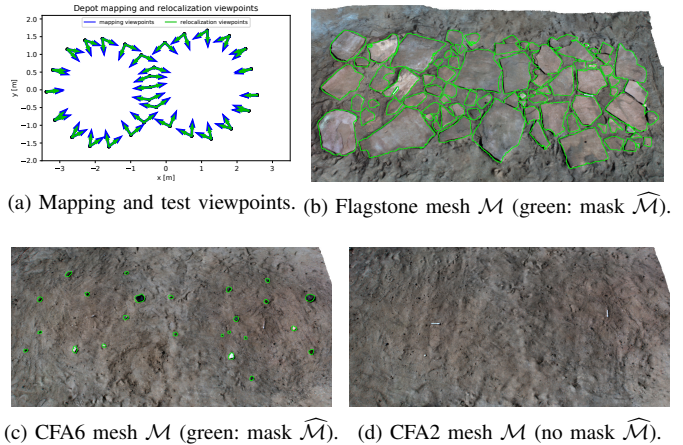 Depot mapping and relocalization viewpoints
mapping viewpoints
relocalization viewpoints
2.0
1.5
1.0
0.5
0.0
−0.5
−1.0
−1.5
−2.0
y [m]
−3 −2 −1 0 1 2 3
x [m]
(a) Mapping and test viewpoints. (b) Flagstone mesh ℳ (green: mask ℳ̂).
(c) CFA6 mesh ℳ (green: mask ℳ̂). (d) CFA2 mesh ℳ (no mask ℳ̂).